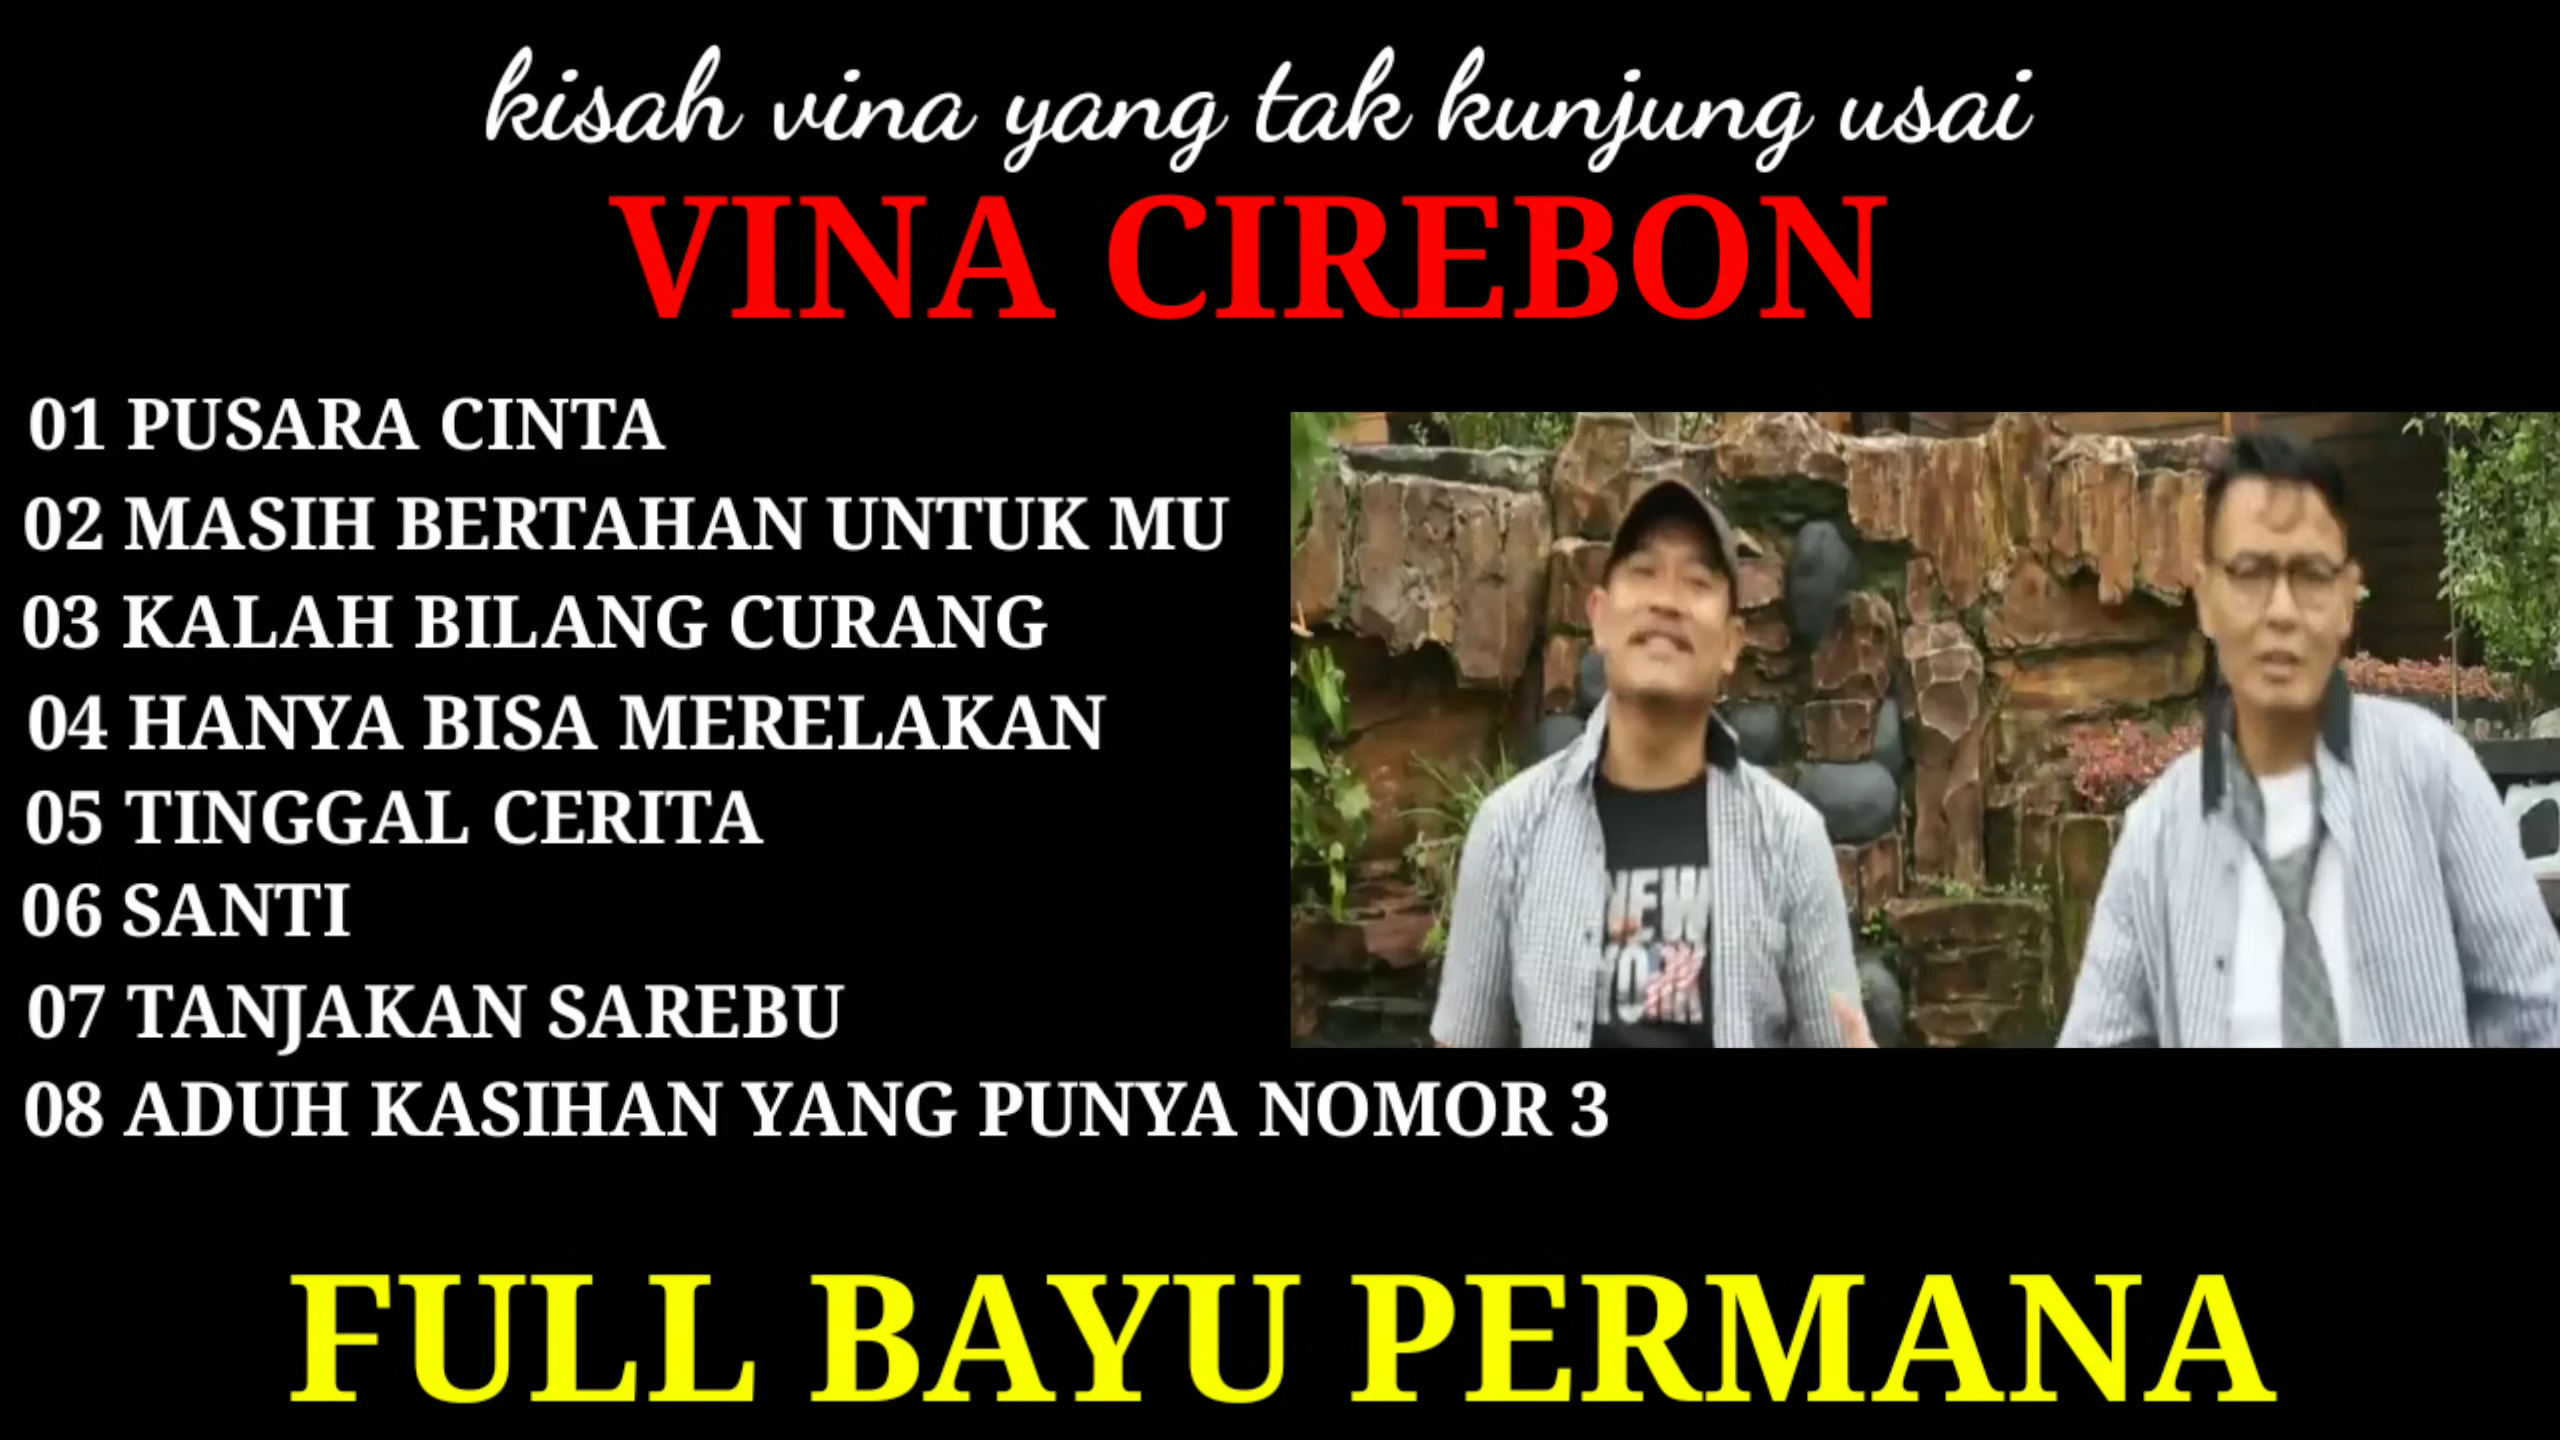 kisah vina yang tak kunjung usai
VINA CIREBON
01 PUSARA CINTA
02 MASIH BERTAHAN UNTUK MU
03 KALAH BILANG CURANG
04 HANYA BISA MERELAKAN
05 TINGGAL CERITA
06 SANTI
07 TANJAKAN SAREBU
08 ADUH KASIHAN YANG PUNYA NOMOR 3
NEW
YORK
FULL BAYU PERMANA